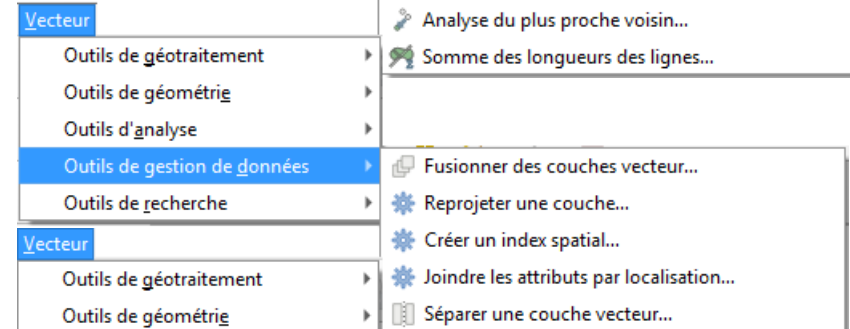 Vecteur
Outils de géotraitement
Outils de géométrie
Outils d'analyse
Outils de gestion de données
Outils de recherche
Vecteur
Outils de géotraitement
Outils de géométrie
Analyse du plus proche voisin...
Somme des longueurs des lignes...
Fusionner des couches vecteur...
Reprojeter une couche...
Créer un index spatial...
Joindre les attributs par localisation...
Séparer une couche vecteur...